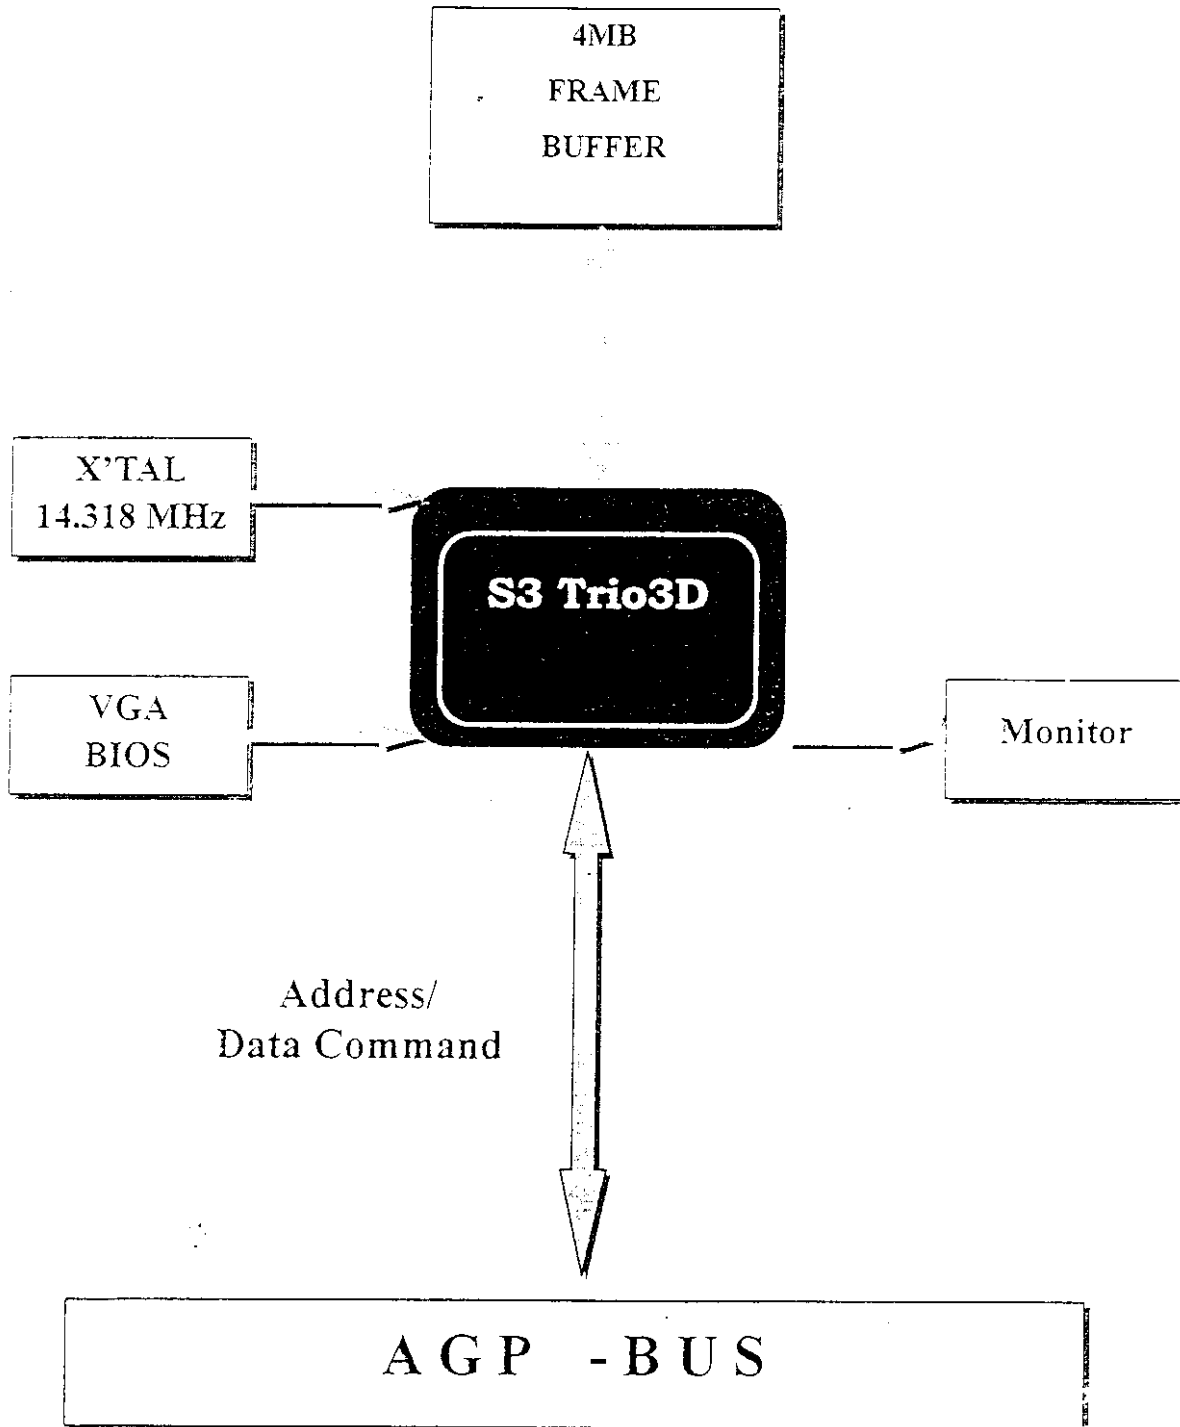 4MB
FRAME
BUFFER
X'TAL
14.318 MHz
S3 Trio3D
VGA
BIOS
Monitor
Address/
Data Command
AGP -BUS